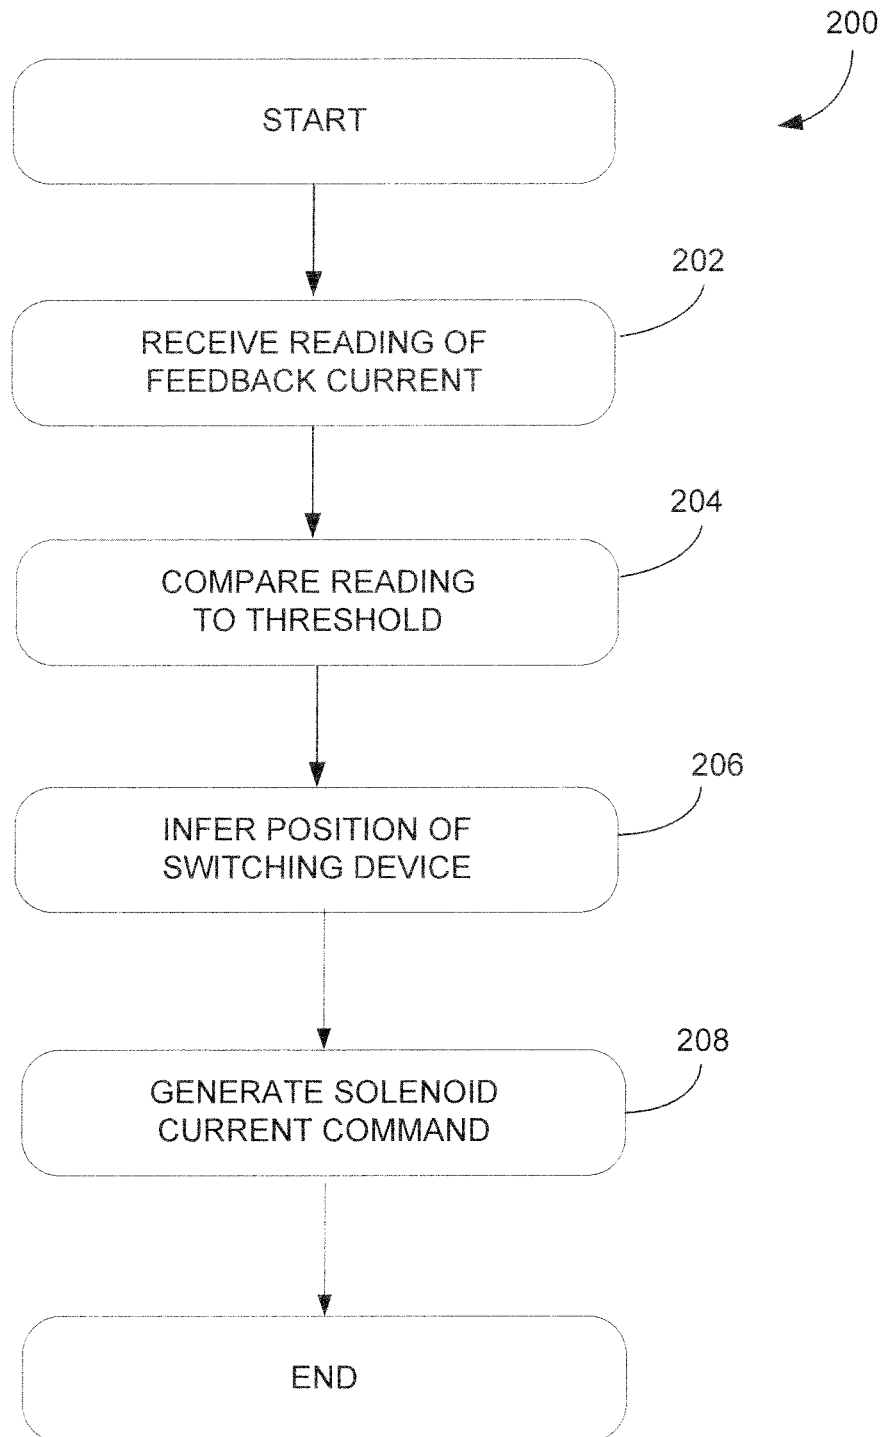 200
START
202
RECEIVE READING OF
FEEDBACK CURRENT
204
COMPARE READING
TO THRESHOLD
206
INFER POSITION OF
SWITCHING DEVICE
208
GENERATE SOLENOID
CURRENT COMMAND
END